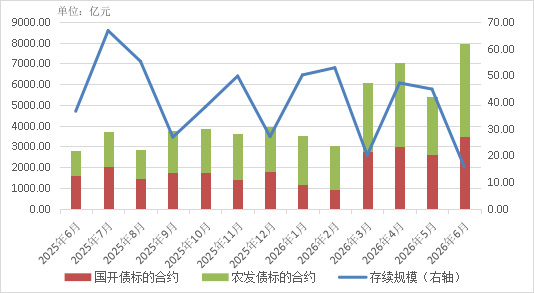 单位：亿元
9000.00
8000.00
7000.00
6000.00
5000.00
4000.00
3000.00
2000.00
1000.00
0.00
70.00
60.00
50.00
40.00
30.00
20.00
10.00
0.00
2025年6月
2025年7月
2025年8月
2025年9月
2025年10月
2025年11月
2025年12月
2026年1月
2026年2月
2026年3月
2026年4月
2026年5月
2026年6月
国开债标的合约
农发债标的合约
存续规模（右轴）